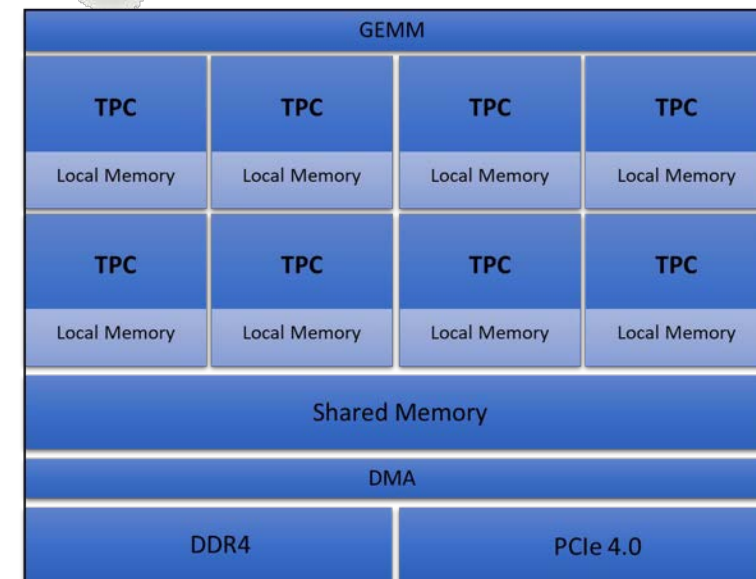 GEMM
TPC TPC TPC TPC
Local Memory Local Memory Local Memory Local Memory
TPC TPC TPC TPC
Local Memory Local Memory Local Memory Local Memory
Shared Memory
DMA
DDR4 PCIe 4.0